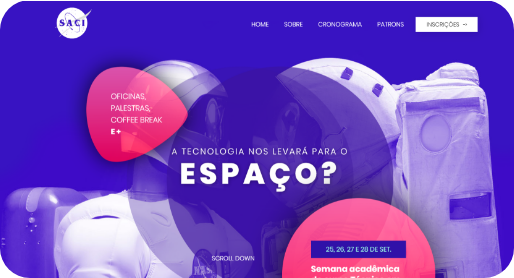 SACI
HOME SOBRE CRONOGRAMA PATRONS INSCRIÇÕES
OFICINAS,
PALESTRAS,
COFFEE BREAK
E +
A TECNOLOGIA NOS LEVARÁ PARA O
ESPAÇO?
SCROLL DOWN
25, 26, 27 E 28 DE SET.
Semana acadêmica